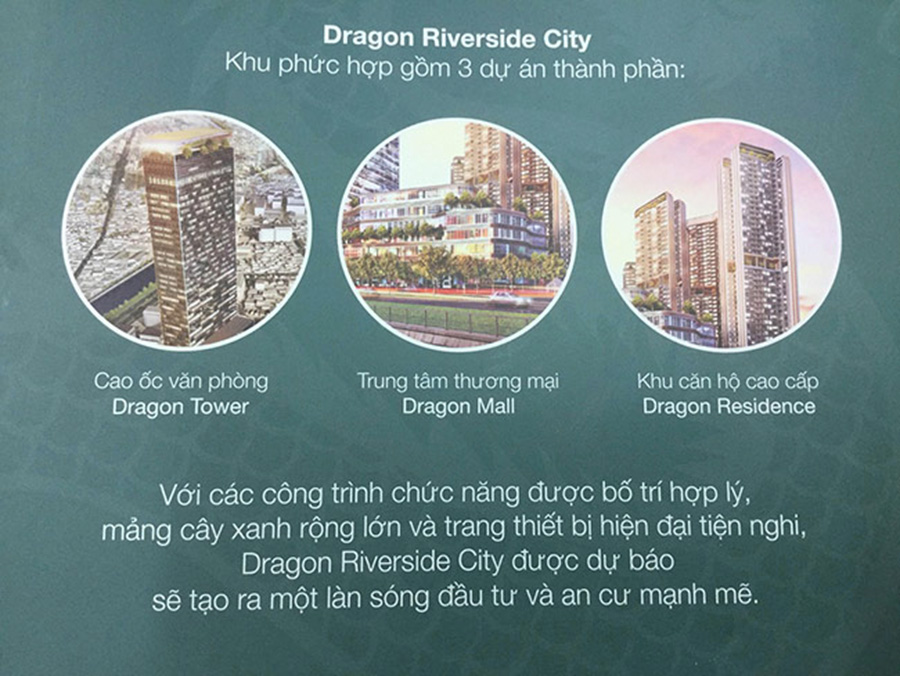 Dragon Riverside City
Khu phức hợp gồm 3 dự án thành phần:
Cao ốc văn phòng
Dragon Tower
Trung tâm thương mại
Dragon Mall
Khu căn hộ cao cấp
Dragon Residence
Với các công trình chức năng được bố trí hợp lý,
mảng cây xanh rộng lớn và trang thiết bị hiện đại tiện nghi,
Dragon Riverside City được dự báo
sẽ tạo ra một làn sóng đầu tư và an cư mạnh mẽ.